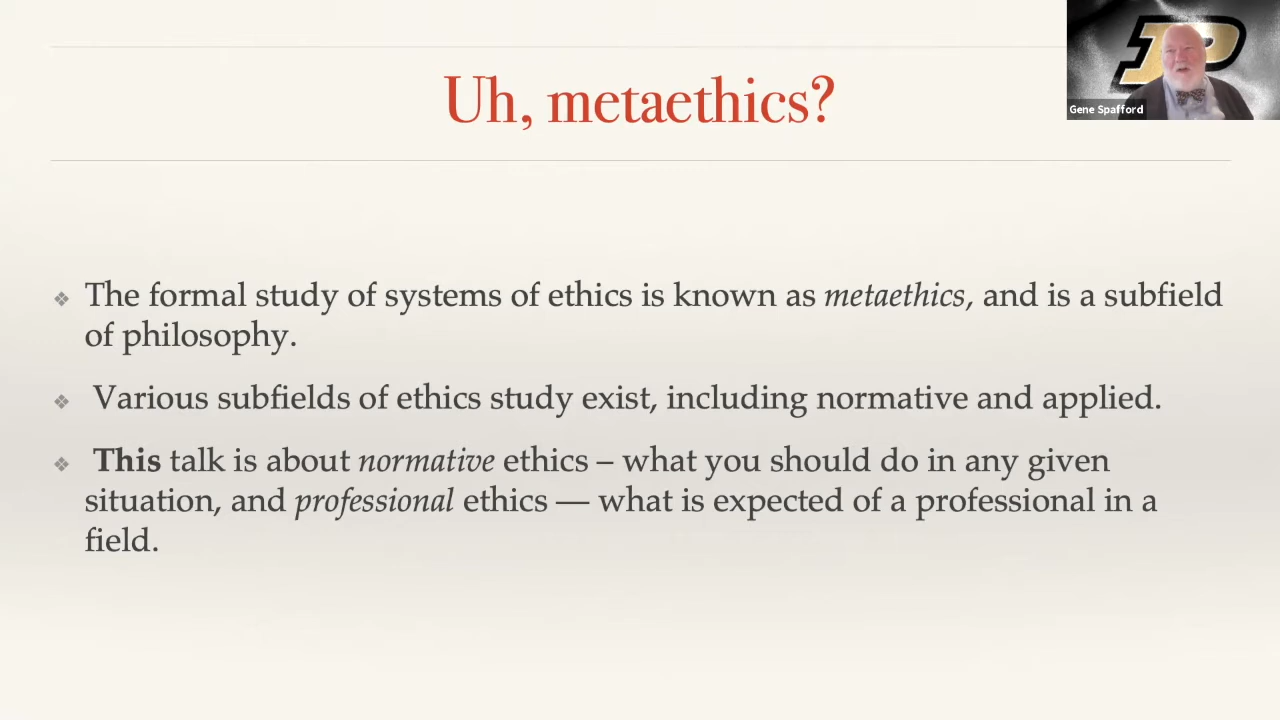 Uh, metaethics?
Gene Spafford
❖ The formal study of systems of ethics is known as metaethics, and is a subfield
of philosophy.
❖ Various subfields of ethics study exist, including normative and applied.
❖ This talk is about normative ethics – what you should do in any given
situation, and professional ethics — what is expected of a professional in a
field.